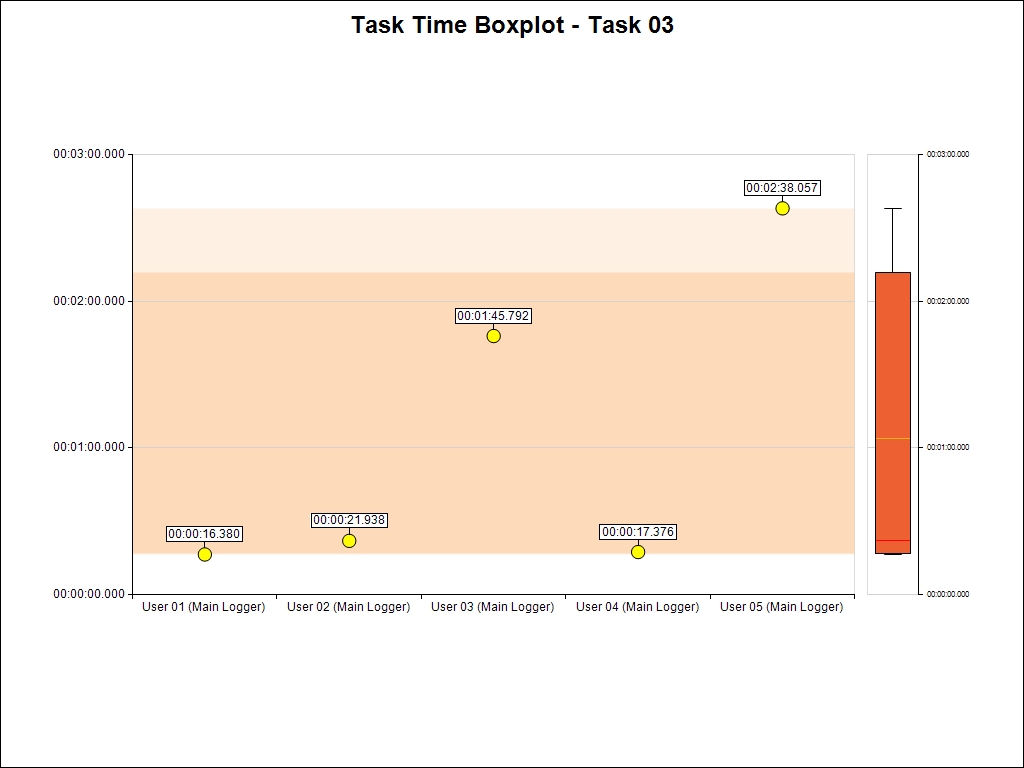 Task Time Boxplot - Task 03
00:03:00.000
00:03:00.000
00:02:38.057
00:02:00.000
00:02:00.000
00:01:45.792
00:01:00.000
00:01:00.000
00:00:21.938
00:00:16.380
00:00:17.376
00:00:00.000
00:00:00.000
User 01 (Main Logger)
User 02 (Main Logger)
User 03 (Main Logger)
User 04 (Main Logger)
User 05 (Main Logger)